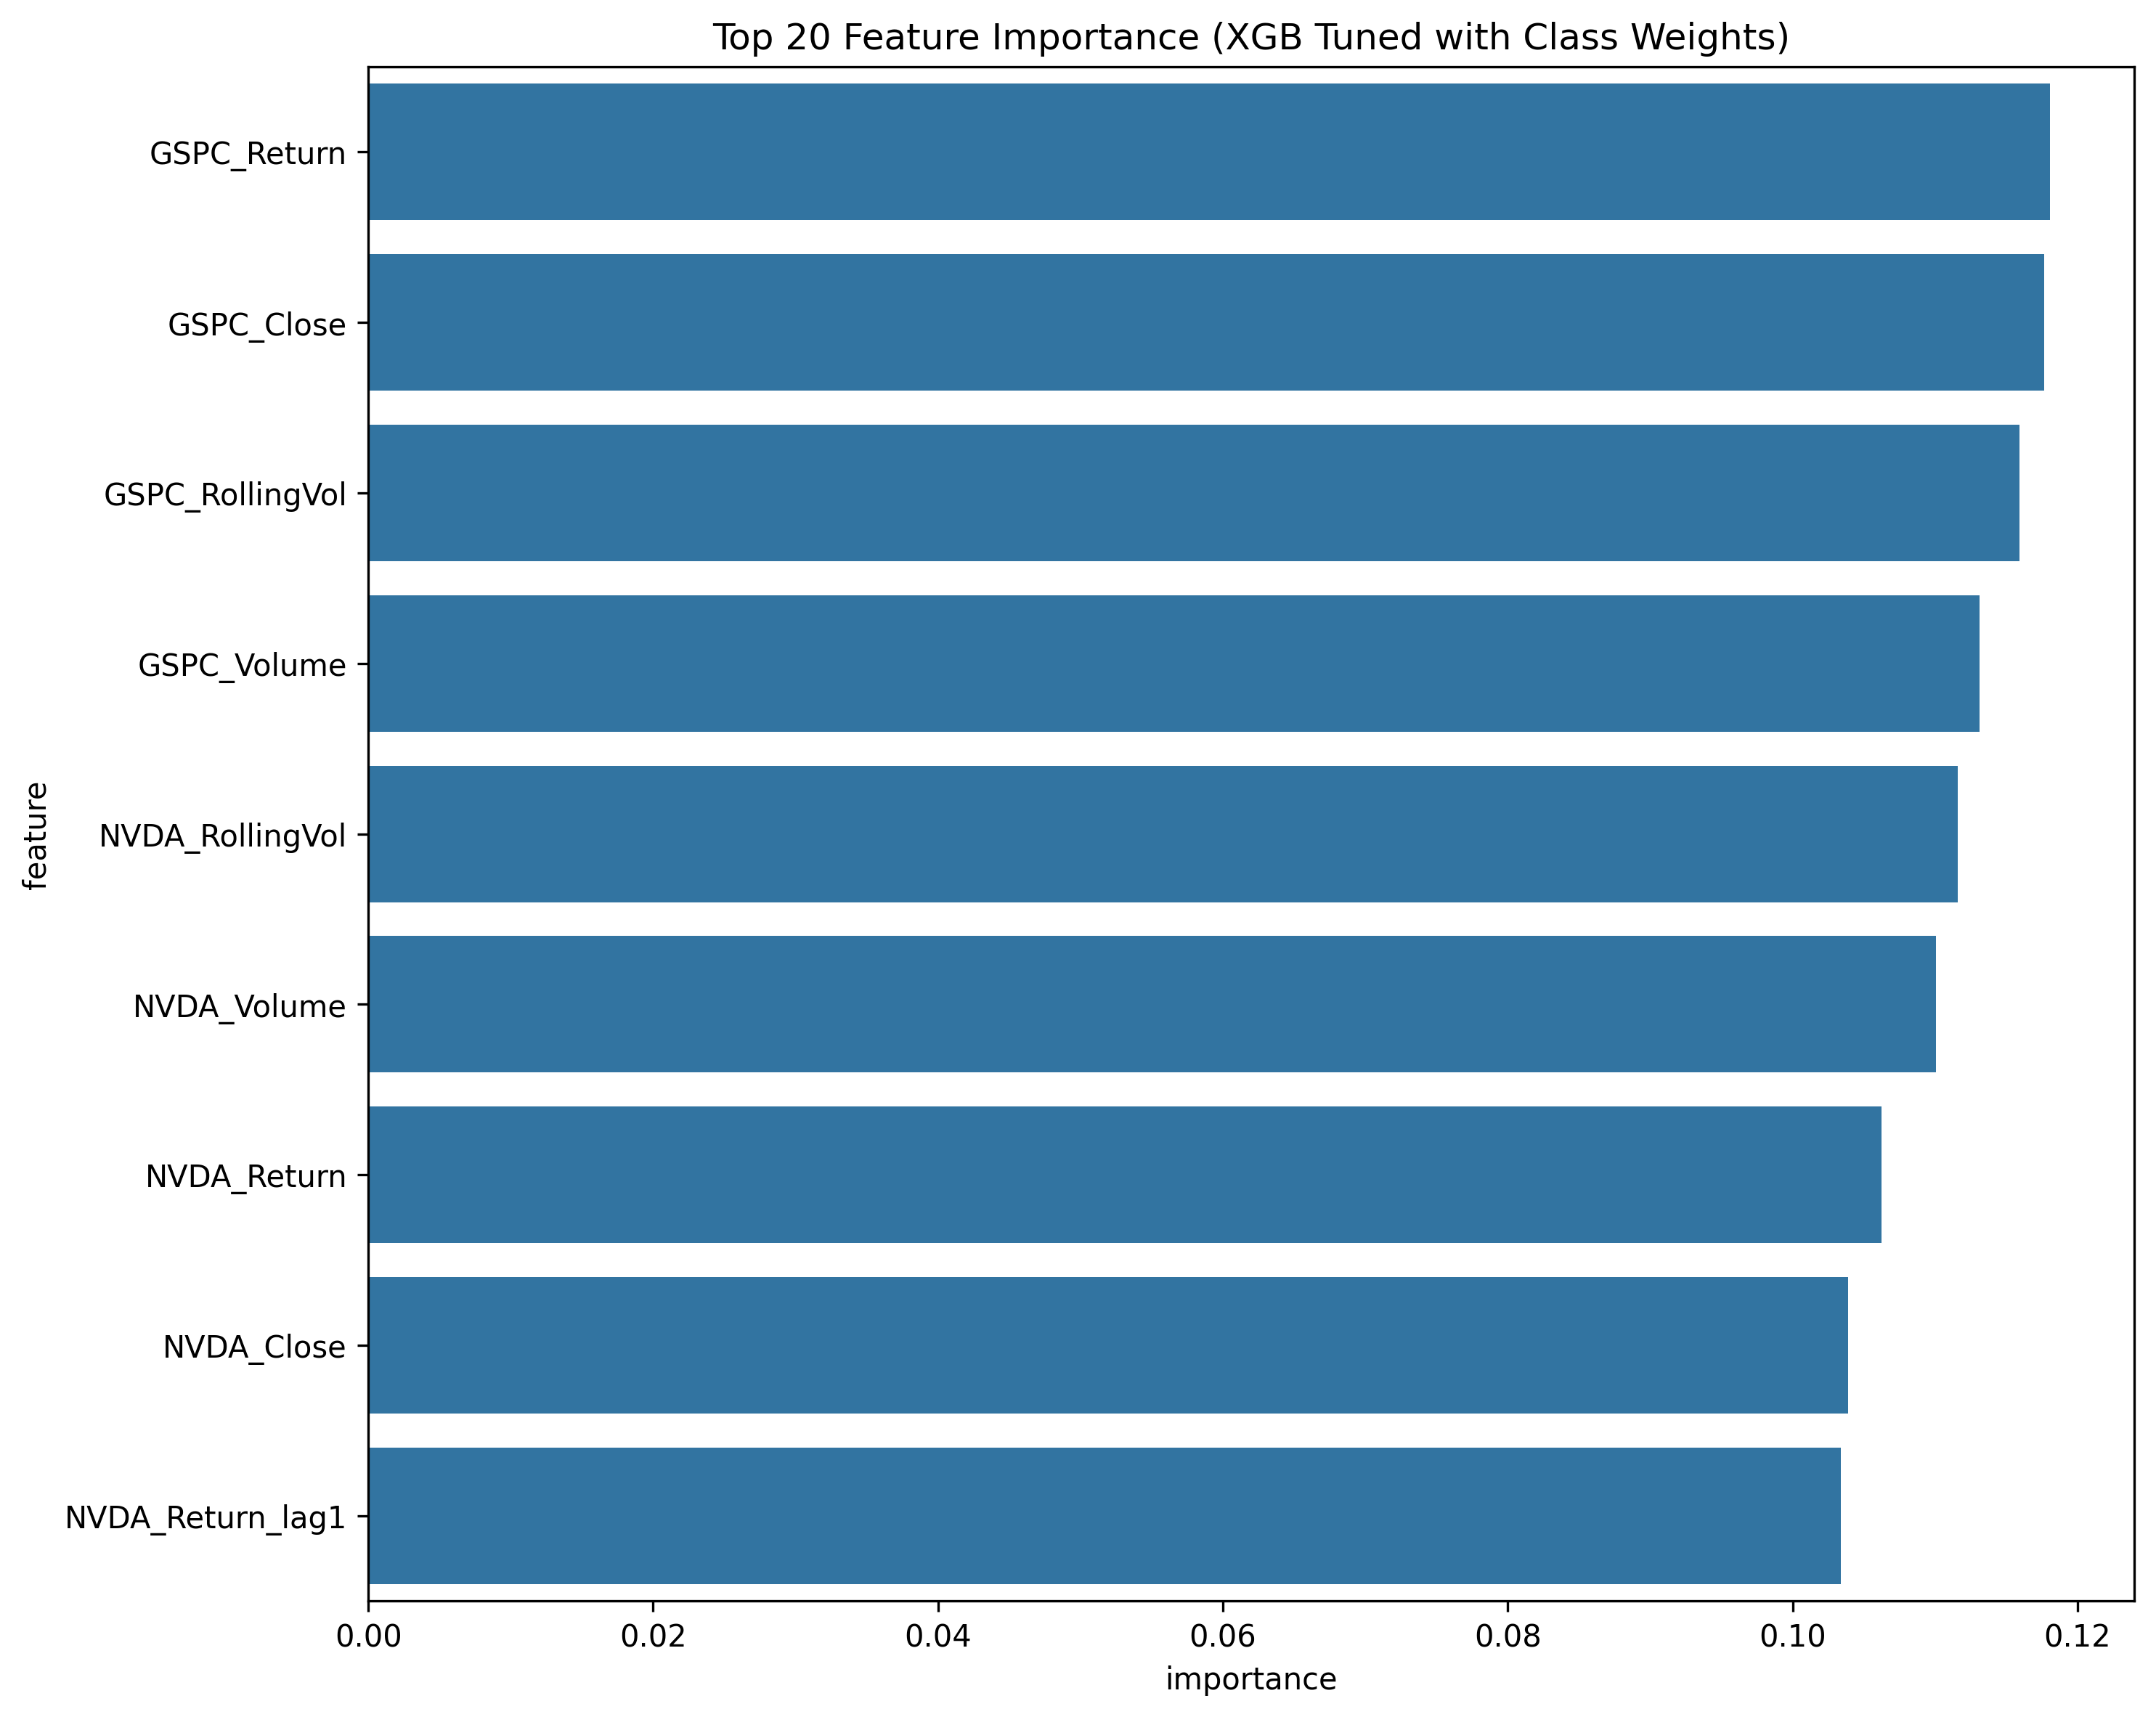 Top 20 Feature Importance (XGB Tuned with Class Weights)
GSPC_Return
GSPC_Close
GSPC_RollingVol
GSPC_Volume
NVDA_RollingVol
NVDA_Volume
NVDA_Return
NVDA_Close
NVDA_Return_lag1
feature
0.00 0.02 0.04 0.06 0.08 0.10 0.12
importance